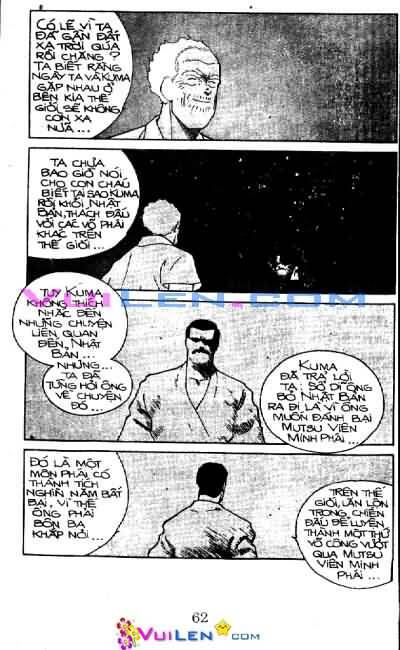 CÓ LẼ VÌ TA
ĐÃ GẦN ĐẤT
XA TRỜI QUÁ
RỒI CHĂNG ?
TA BIẾT RẰNG
NGÀY TA VÀ KUMA
GẶP NHAU Ở
BÊN KIA THẾ
GIỚI SẼ KHÔNG
CÒN XA
NỮA ...
TA CHƯA
BAO GIỜ NÓI
CHO CON CHÁU
BIẾT TẠI SAO KUMA
RỜI KHỎI NHẬT
BẢN, THÁCH ĐẤU
VỚI CÁC VÕ PHÁI
KHÁC TRÊN
THẾ GIỚI ...
TUY KUMA
KHÔNG THÍCH
NHẮC ĐẾN
NHỮNG CHUYỆN
LIÊN QUAN
ĐẾN NHẬT
BẢN ...
NHƯNG ...
TA ĐÃ
TỪNG HỎI ÔNG
VỀ CHUYỆN
ĐÓ ...
KUMA
ĐÃ TRẢ LỜI
TA : SỞ DĨ ÔNG
BỎ NHẬT BẢN
RA ĐI LÀ VÌ ÔNG
MUỐN ĐÁNH BẠI
MUTSU VIÊN
MINH PHÁI ...
VUILEN.COM
ĐÓ LÀ MỘT
MÔN PHÁI CÓ
THÀNH TÍCH
NGHÌN NĂM BẤT
BẠI, VÌ THẾ
ÔNG PHẢI
BÔN BA
KHẮP NƠI ...
TRÊN THẾ
GIỚI, LĂN LỘN
TRONG CHIẾN
ĐẤU ĐỂ LUYỆN
THÀNH MỘT THỨ
VÕ CÔNG VƯỢT
QUA MUTSU
VIÊN MINH
PHÁI ...
62
VUILEN.COM